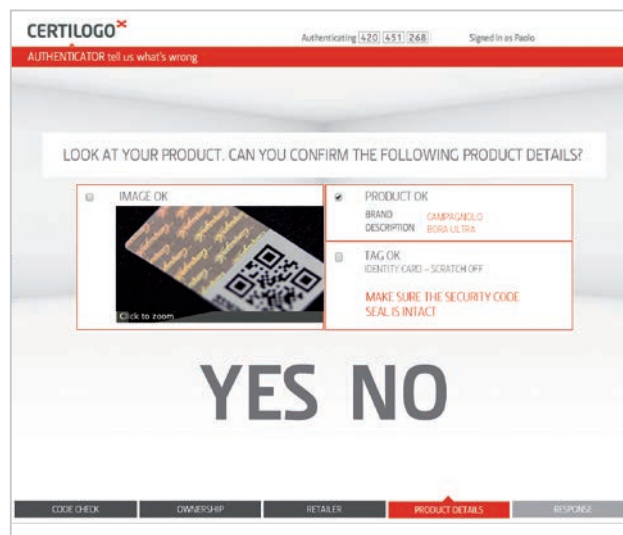 CERTILOGO
Authenticating 420 451 268 Signed in as Paolo
AUTHENTICATOR tell us what's wrong
LOOK AT YOUR PRODUCT. CAN YOU CONFIRM THE FOLLOWING PRODUCT DETAILS?
IMAGE OK
Click to zoom
PRODUCT OK
BRAND CAMPAGNOLO
DESCRIPTION BORA ULTRA
TAG OK
IDENTITY CARD – SCRATCH OFF
MAKE SURE THE SECURITY CODE
SEAL IS INTACT
YES NO
CODE CHECK OWNERSHIP RETAILER PRODUCT DETAILS RESPONSE